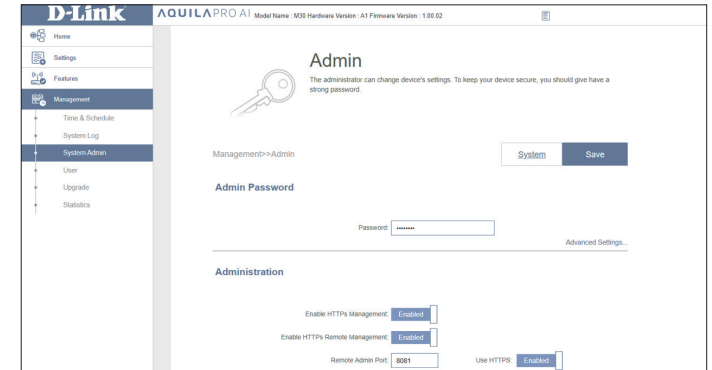 D-Link
AQUILA PRO AI Model Name : M30 Hardware Version : A1 Firmware Version : 1.00.02
Home
Settings
Features
Management
Time & Schedule
System Log
System Admin
User
Upgrade
Statistics
Admin
The administrator can change device's settings. To keep your device secure, you should give have a
strong password.
Management>>Admin
System
Save
Admin Password
Password: ••••••••
Advanced Settings...
Administration
Enable HTTPs Management: Enabled
Enable HTTPs Remote Management: Enabled
Remote Admin Port: 8081 Use HTTPS: Enabled